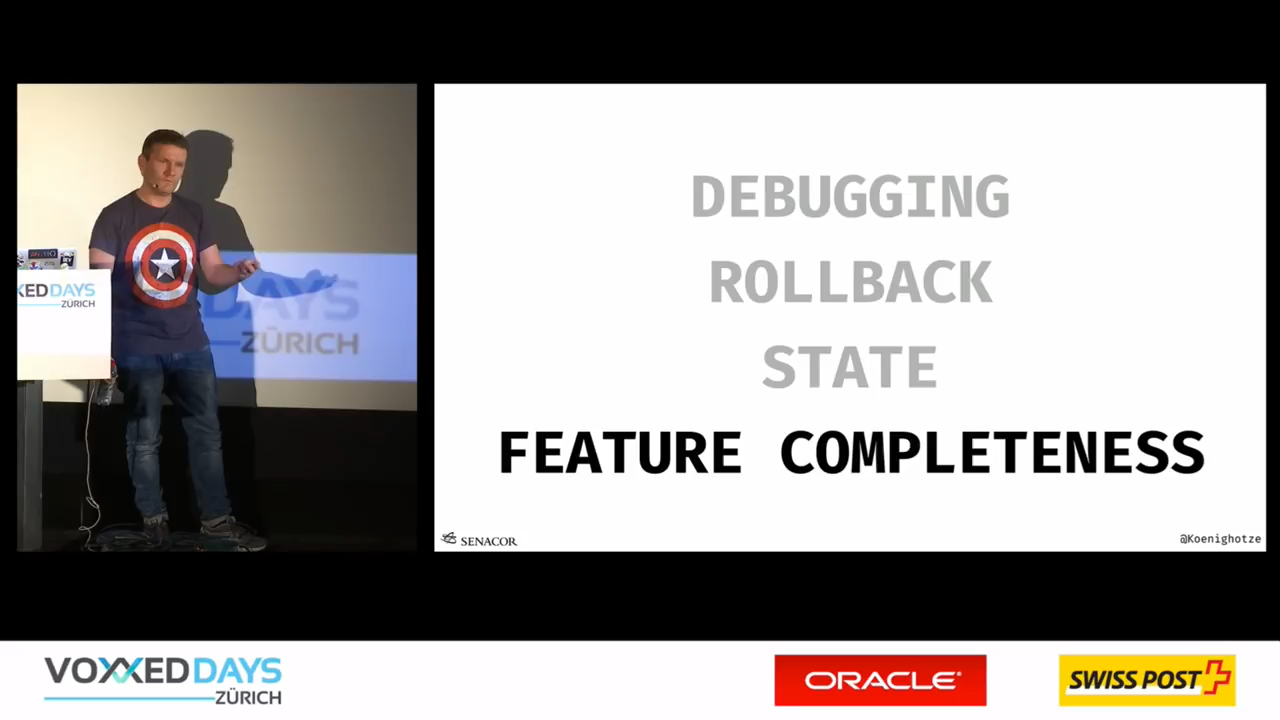 XED DAYS
ZÜRICH
DAYS
ZÜRICH
DEBUGGING
ROLLBACK
STATE
FEATURE COMPLETENESS
SENACOR
@Koenighotze
VOXXED DAYS
ZÜRICH
ORACLE®
SWISS POST